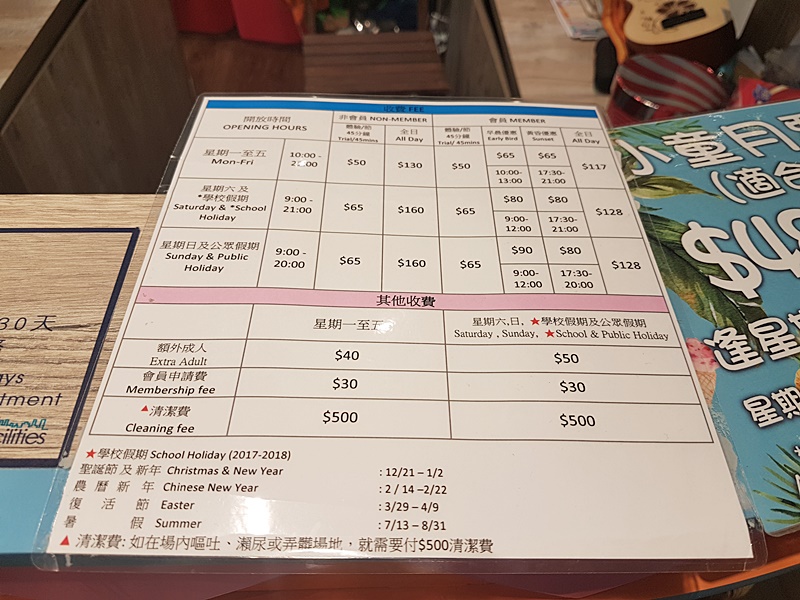 收費 FEE
開放時間
OPENING HOURS
非會員 NON-MEMBER
會員 MEMBER
體驗/節
45分鐘
Trial/45mins
全日
All Day
體驗/節
45分鐘
Trial/ 45mins
早鳥優惠
Early Bird
黃昏優惠
Sunset
全日
All Day
星期一至五
Mon-Fri
10:00 -
$50
$130
$50
$65
$65
$117
10:00-
13:00
17:30-
21:00
星期六 及
*學校假期
Saturday & *School
Holiday
9:00 -
21:00
$65
$160
$65
$80
$80
$128
9:00-
12:00
17:30-
21:00
星期日及公眾假期
Sunday & Public
Holiday
9:00 -
20:00
$65
$160
$65
$90
$80
$128
9:00-
12:00
17:30-
20:00
其他收費
星期一至五
星期六,日, ★學校假期及公眾假期
Saturday , Sunday, ★School & Public Holiday
額外成人
Extra Adult
$40
$50
會員申請費
Membership fee
$30
$30
▲清潔費
Cleaning fee
$500
$500
★學校假期 School Holiday (2017-2018)
聖誕節及新年 Christmas & New Year : 12/21 – 1/2
農曆新年 Chinese New Year : 2 / 14 –2/22
復活節 Easter : 3/29 – 4/9
暑假 Summer : 7/13 – 8/31
▲ 清潔費: 如在場內嘔吐、瀨尿或弄髒場地，就需要付$500清潔費
30天
ays
tment
cilities
小童月
(適合
逢星
星期